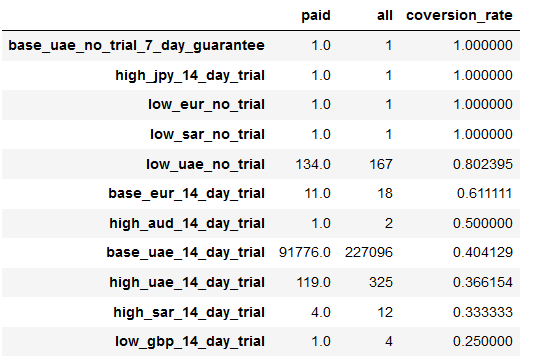 paid all coversion_rate
base_uae_no_trial_7_day_guarantee 1.0 1 1.000000
high_jpy_14_day_trial 1.0 1 1.000000
low_eur_no_trial 1.0 1 1.000000
low_sar_no_trial 1.0 1 1.000000
low_uae_no_trial 134.0 167 0.802395
base_eur_14_day_trial 11.0 18 0.611111
high_aud_14_day_trial 1.0 2 0.500000
base_uae_14_day_trial 91776.0 227096 0.404129
high_uae_14_day_trial 119.0 325 0.366154
high_sar_14_day_trial 4.0 12 0.333333
low_gbp_14_day_trial 1.0 4 0.250000